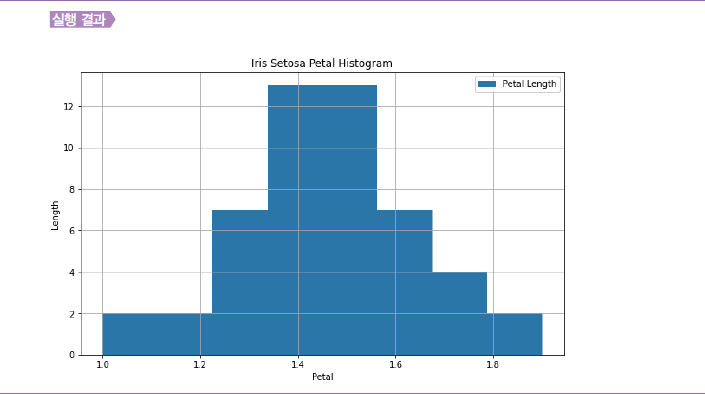 실행 결과
Iris Setosa Petal Histogram
Petal Length
Length
12
10
8
6
4
2
0
1.0 1.2 1.4 1.6 1.8
Petal